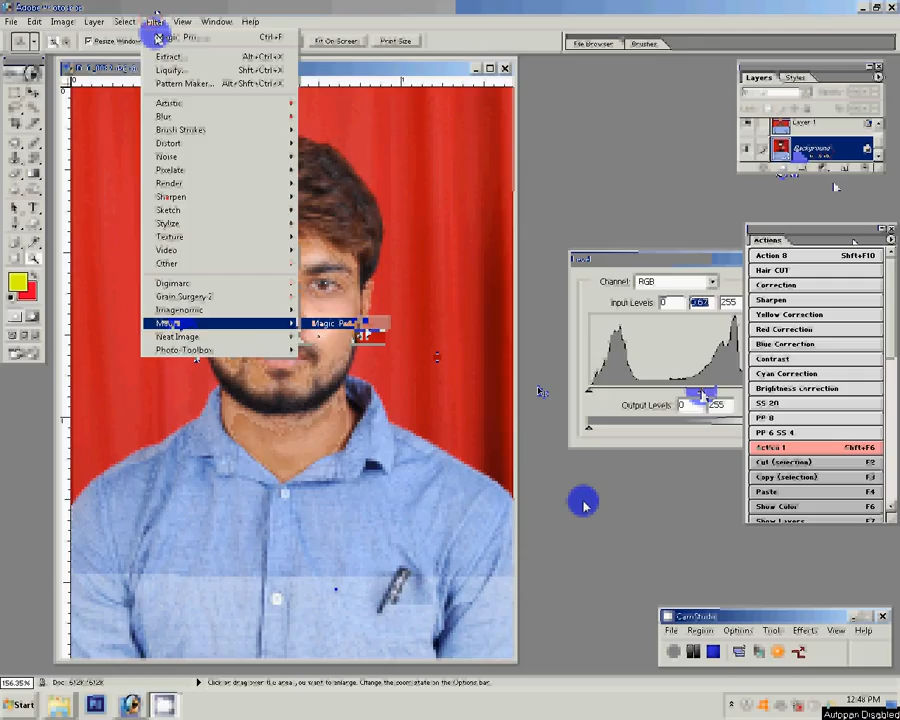 Adobe Photoshop
File Edit Image Layer Select Filter View Window Help
Resize Window
Fit On Screen
Print Size
File Browser
Brushes
Ctrl+F
Extract... Alt+Ctrl+X
Liquify... Shft+Ctrl+X
Pattern Maker... Alt+Shft+Ctrl+X
Artistic
Blur
Brush Strokes
Distort
Noise
Pixelate
Render
Sharpen
Sketch
Stylize
Texture
Video
Other
Digimarc
Grain Surgery 2
Imagenomic
Magic
Neat Image
Photo Toolbox
Layers Styles
Layer 1
Background
Channel: RGB
Input Levels: 0 0.67 255
Output Levels: 0 255
Actions
Action 8 Shft+F10
Hair CUT
Correction
Sharpen
Yellow Correction
Red Correction
Blue Correction
Contrast
Cyan Correction
Brightness correction
SS 20
PP 8
PP 6 SS 4
Action 1 Shft+F6
Cut (selection) F2
Copy (selection) F3
Paste F4
Show Color F6
Show Layers F7
CamStudio
File Region Options Tools Effects View Help
156.35%
Click or drag over the area you want to enlarge. Change the zoom state on the Options bar.
Start
12:48 PM
Autopan Disabled